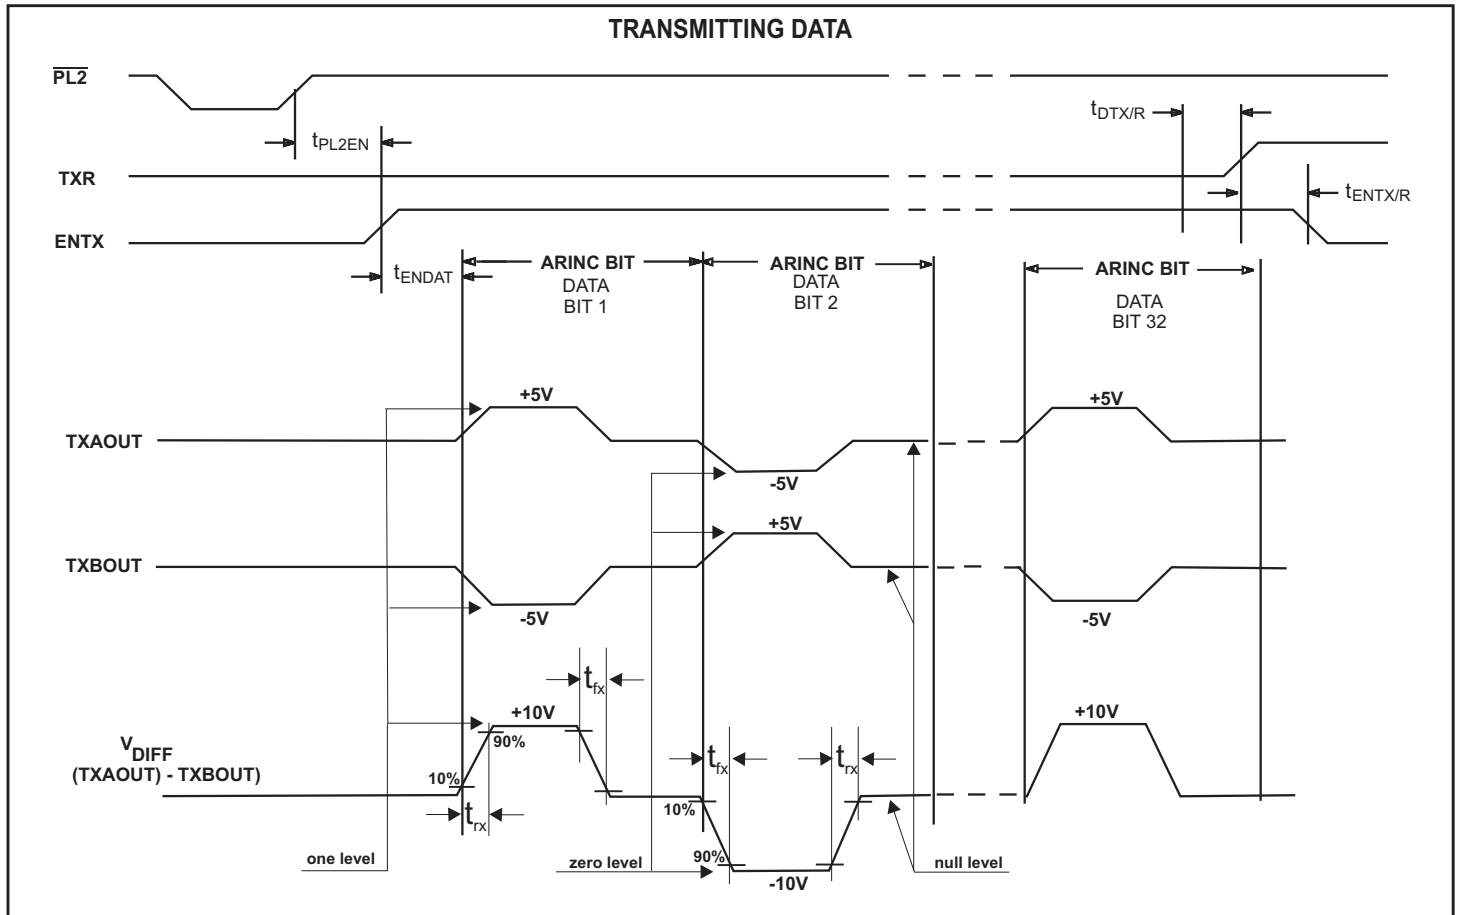 TRANSMITTING DATA
PL2
tDTX/R
tPL2EN
TXR
tENTX/R
ENTX
tENDAT
ARINC BIT
DATA
BIT 1
ARINC BIT
DATA
BIT 2
ARINC BIT
DATA
BIT 32
+5V
+5V
TXAOUT
-5V
+5V
TXBOUT
-5V
-5V
tfx
+10V
+10V
VDIFF
(TXAOUT) - TXBOUT)
90%
tfx
trx
10%
10%
trx
one level
zero level
90%
null level
-10V